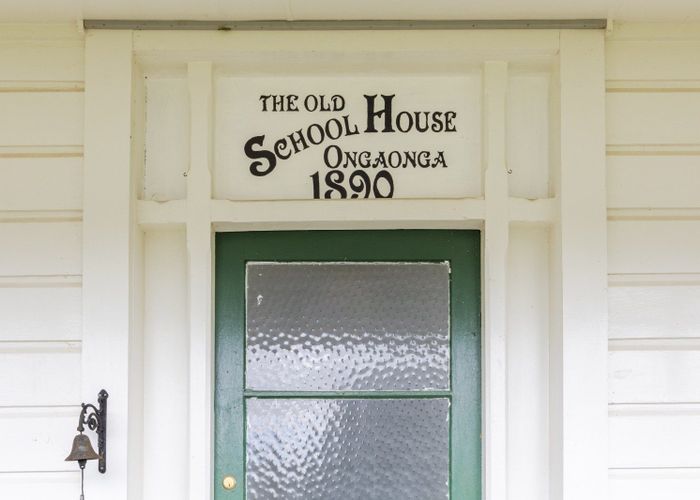 THE OLD
SCHOOL HOUSE
ONGAONGA
1890